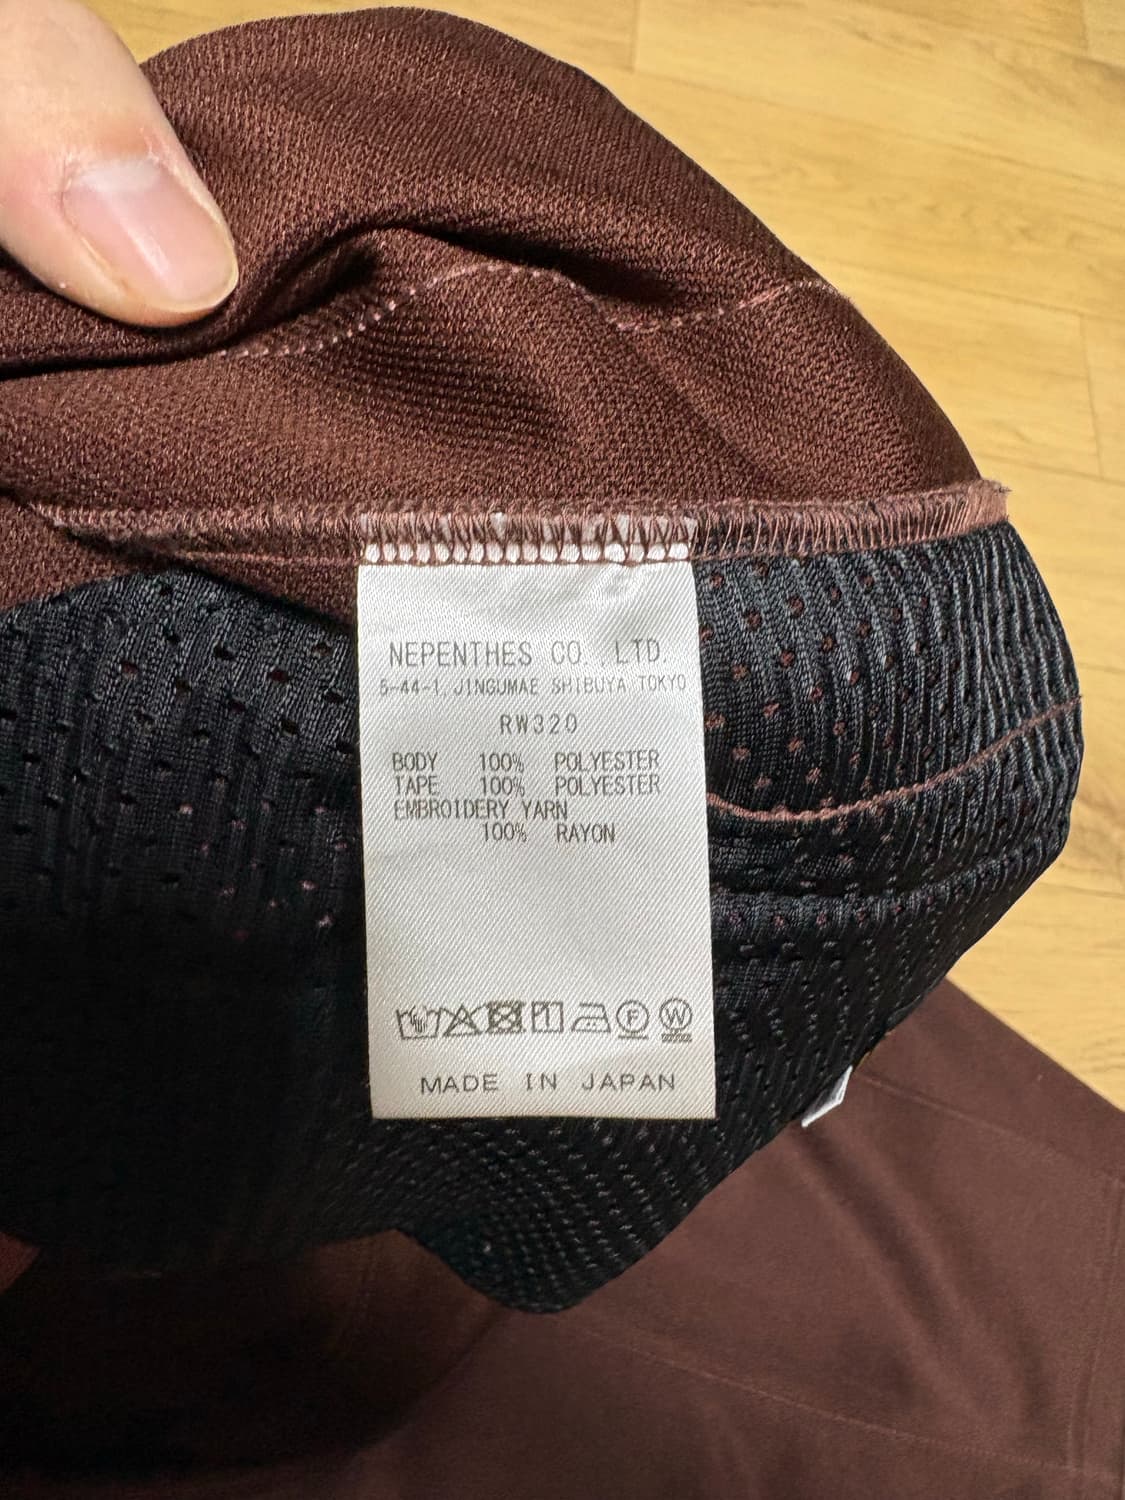 NEPENTHES CO.,LTD.
5-44-1, JINGUMAE SHIBUYA TOKYO
RW320
BODY 100% POLYESTER
TAPE 100% POLYESTER
EMBROIDERY YARN
100% RAYON
F W
MADE IN JAPAN